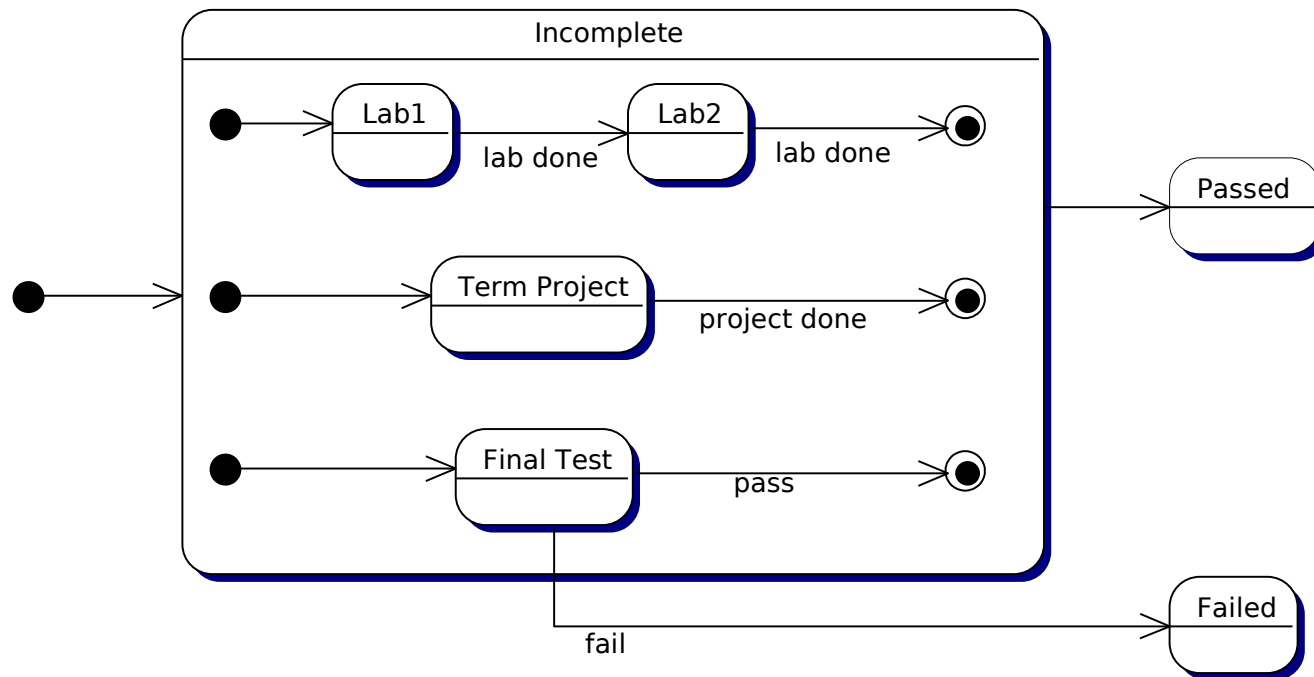 Incomplete
Lab1
lab done
Lab2
lab done
Passed
Term Project
project done
Final Test
pass
fail
Failed